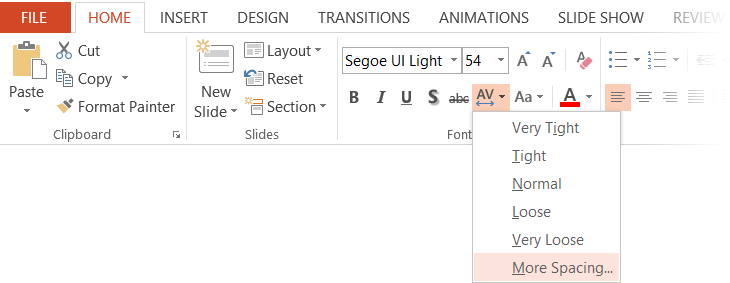 FILE HOME INSERT DESIGN TRANSITIONS ANIMATIONS SLIDE SHOW REVIEW
Paste
Cut
Copy
Format Painter
Clipboard
New
Slide
Layout
Reset
Section
Slides
Segoe UI Light 54 A A A
B I U S abc AV Aa A
Font
Very Tight
Tight
Normal
Loose
Very Loose
More Spacing...